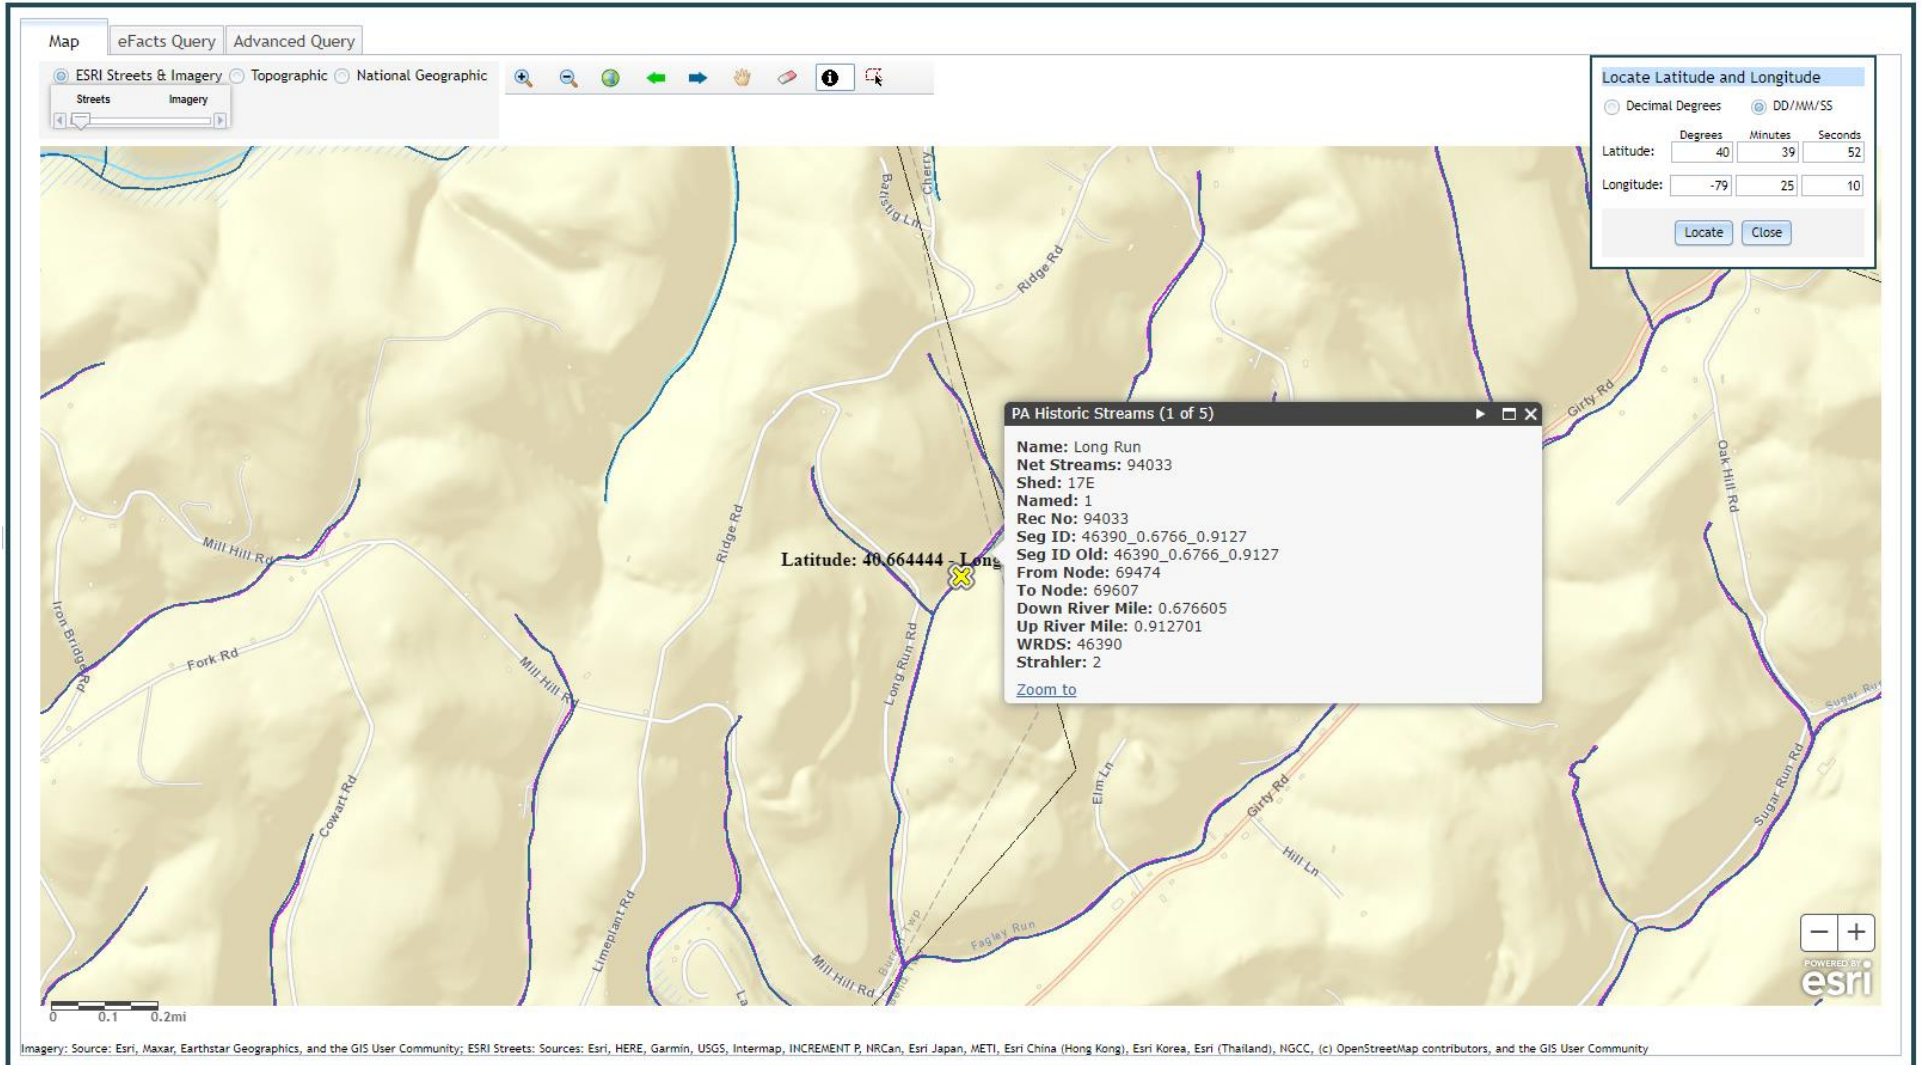 Map
eFacts Query
Advanced Query
ESRI Streets & Imagery
Topographic
National Geographic
Streets
Imagery
Locate Latitude and Longitude
Decimal Degrees
DD/MM/SS
Degrees Minutes Seconds
Latitude: 40 39 52
Longitude: -79 25 10
Locate
Close
Batistig Ln
Cherry
Ridge Rd
Girty Rd
Oak Hill Rd
PA Historic Streams (1 of 5)
Name: Long Run
Net Streams: 94033
Shed: 17E
Named: 1
Rec No: 94033
Seg ID: 46390_0.6766_0.9127
Seg ID Old: 46390_0.6766_0.9127
From Node: 69474
To Node: 69607
Down River Mile: 0.676605
Up River Mile: 0.912701
WRDS: 46390
Strahler: 2
Zoom to
Ridge Rd
Mill Hill Rd
Latitude: 40.664444 - Long
Iron Bridge Rd
Fork Rd
Mill Hill Rd
Long Run Rd
Sugar Run
Cowart Rd
Elm Ln
Girty Rd
Sugar Run Rd
Hill Ln
Limeplant Rd
Fagley Run
Mill Hill Rd
La
POWERED BY
esri
0 0.1 0.2mi
Imagery: Source: Esri, Maxar, Earthstar Geographics, and the GIS User Community; ESRI Streets: Sources: Esri, HERE, Garmin, USGS, Intermap, INCREMENT P, NRCan, Esri Japan, METI, Esri China (Hong Kong), Esri Korea, Esri (Thailand), NGCC, (c) OpenStreetMap contributors, and the GIS User Community